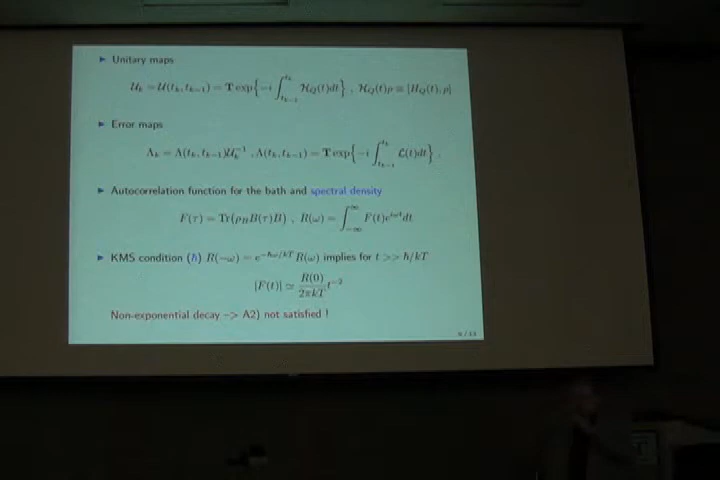 Unitary maps
U_k = U(t_k, t_{k-1}) = T exp{-i ∫_{t_{k-1}}^{t_k} H_Q(t)dt} , H_Q(t)ρ ≡ [H_Q(t), ρ]
Error maps
Λ_k = Λ(t_k, t_{k-1})U_k^{-1} , Λ(t_k, t_{k-1}) = T exp{-i ∫_{t_{k-1}}^{t_k} L(t)dt} .
Autocorrelation function for the bath and spectral density
F(τ) = Tr(ρ_B B(τ)B) , R(ω) = ∫_{-∞}^{∞} F(t)e^{iωt}dt
KMS condition (ℏ) R(-ω) = e^{-ℏω/kT} R(ω) implies for t >> ℏ/kT
|F(t)| ≃ R(0)/2πkT t^{-2}
Non-exponential decay -> A2) not satisfied !